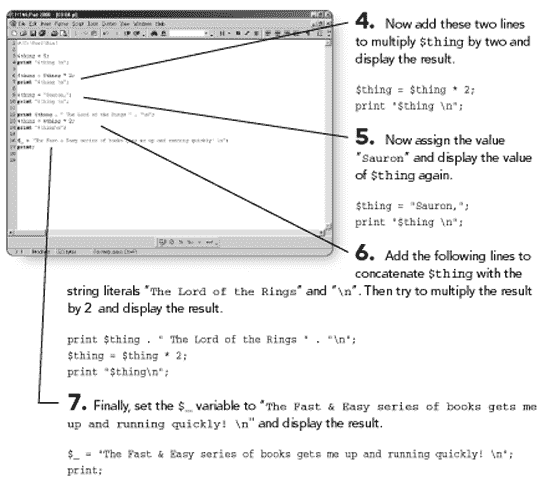 4. Now add these two lines
to multiply $thing by two and
display the result.
$thing = $thing * 2;
print "$thing \n";
5. Now assign the value
"Sauron" and display the value
of $thing again.
$thing = "Sauron,";
print "$thing \n";
6. Add the following lines to
concatenate $thing with the
string literals "The Lord of the Rings" and "\n". Then try to multiply the result
by 2 and display the result.
print $thing . " The Lord of the Rings " . "\n";
$thing = $thing * 2;
print "$thing\n";
7. Finally, set the $_ variable to "The Fast & Easy series of books gets me
up and running quickly! \n" and display the result.
$_ = "The Fast & Easy series of books gets me up and running quickly! \n";
print;